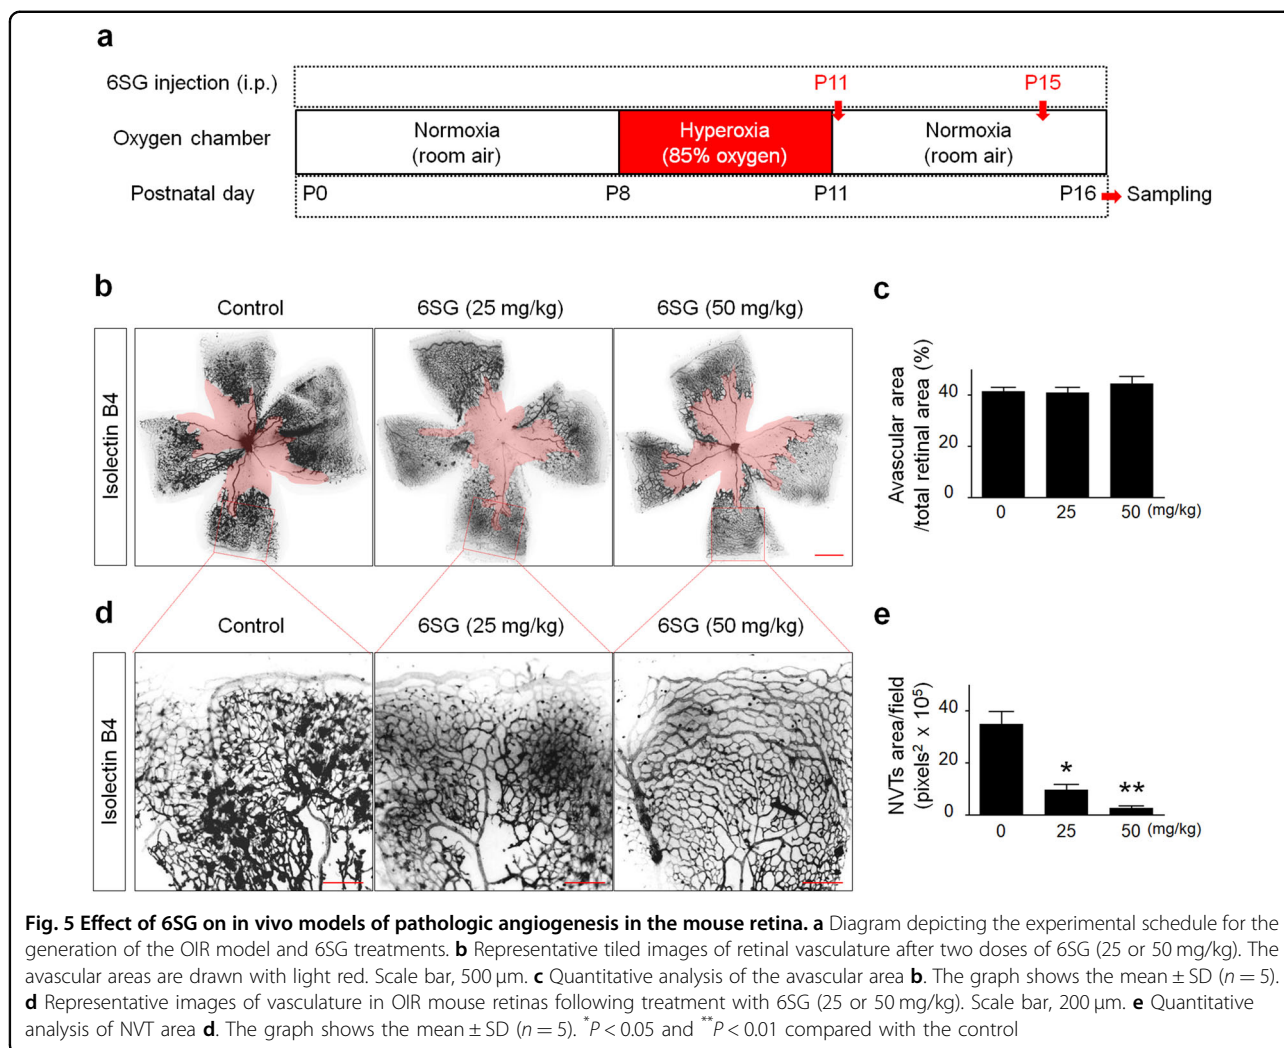 a
6SG injection (i.p.) P11 P15
Oxygen chamber Normoxia (room air) Hyperoxia (85% oxygen) Normoxia (room air)
Postnatal day P0 P8 P11 P16 Sampling
b
Control 6SG (25 mg/kg) 6SG (50 mg/kg)
Isolectin B4
c
Avascular area
/total retinal area (%)
40
20
0
0 25 50 (mg/kg)
d
Control 6SG (25 mg/kg) 6SG (50 mg/kg)
Isolectin B4
e
NVTs area/field
(pixels² x 10⁵)
40
20
0
* **
0 25 50 (mg/kg)
Fig. 5 Effect of 6SG on in vivo models of pathologic angiogenesis in the mouse retina. a Diagram depicting the experimental schedule for the
generation of the OIR model and 6SG treatments. b Representative tiled images of retinal vasculature after two doses of 6SG (25 or 50 mg/kg). The
avascular areas are drawn with light red. Scale bar, 500 μm. c Quantitative analysis of the avascular area b. The graph shows the mean ± SD (n = 5).
d Representative images of vasculature in OIR mouse retinas following treatment with 6SG (25 or 50 mg/kg). Scale bar, 200 μm. e Quantitative
analysis of NVT area d. The graph shows the mean ± SD (n = 5). *P < 0.05 and **P < 0.01 compared with the control